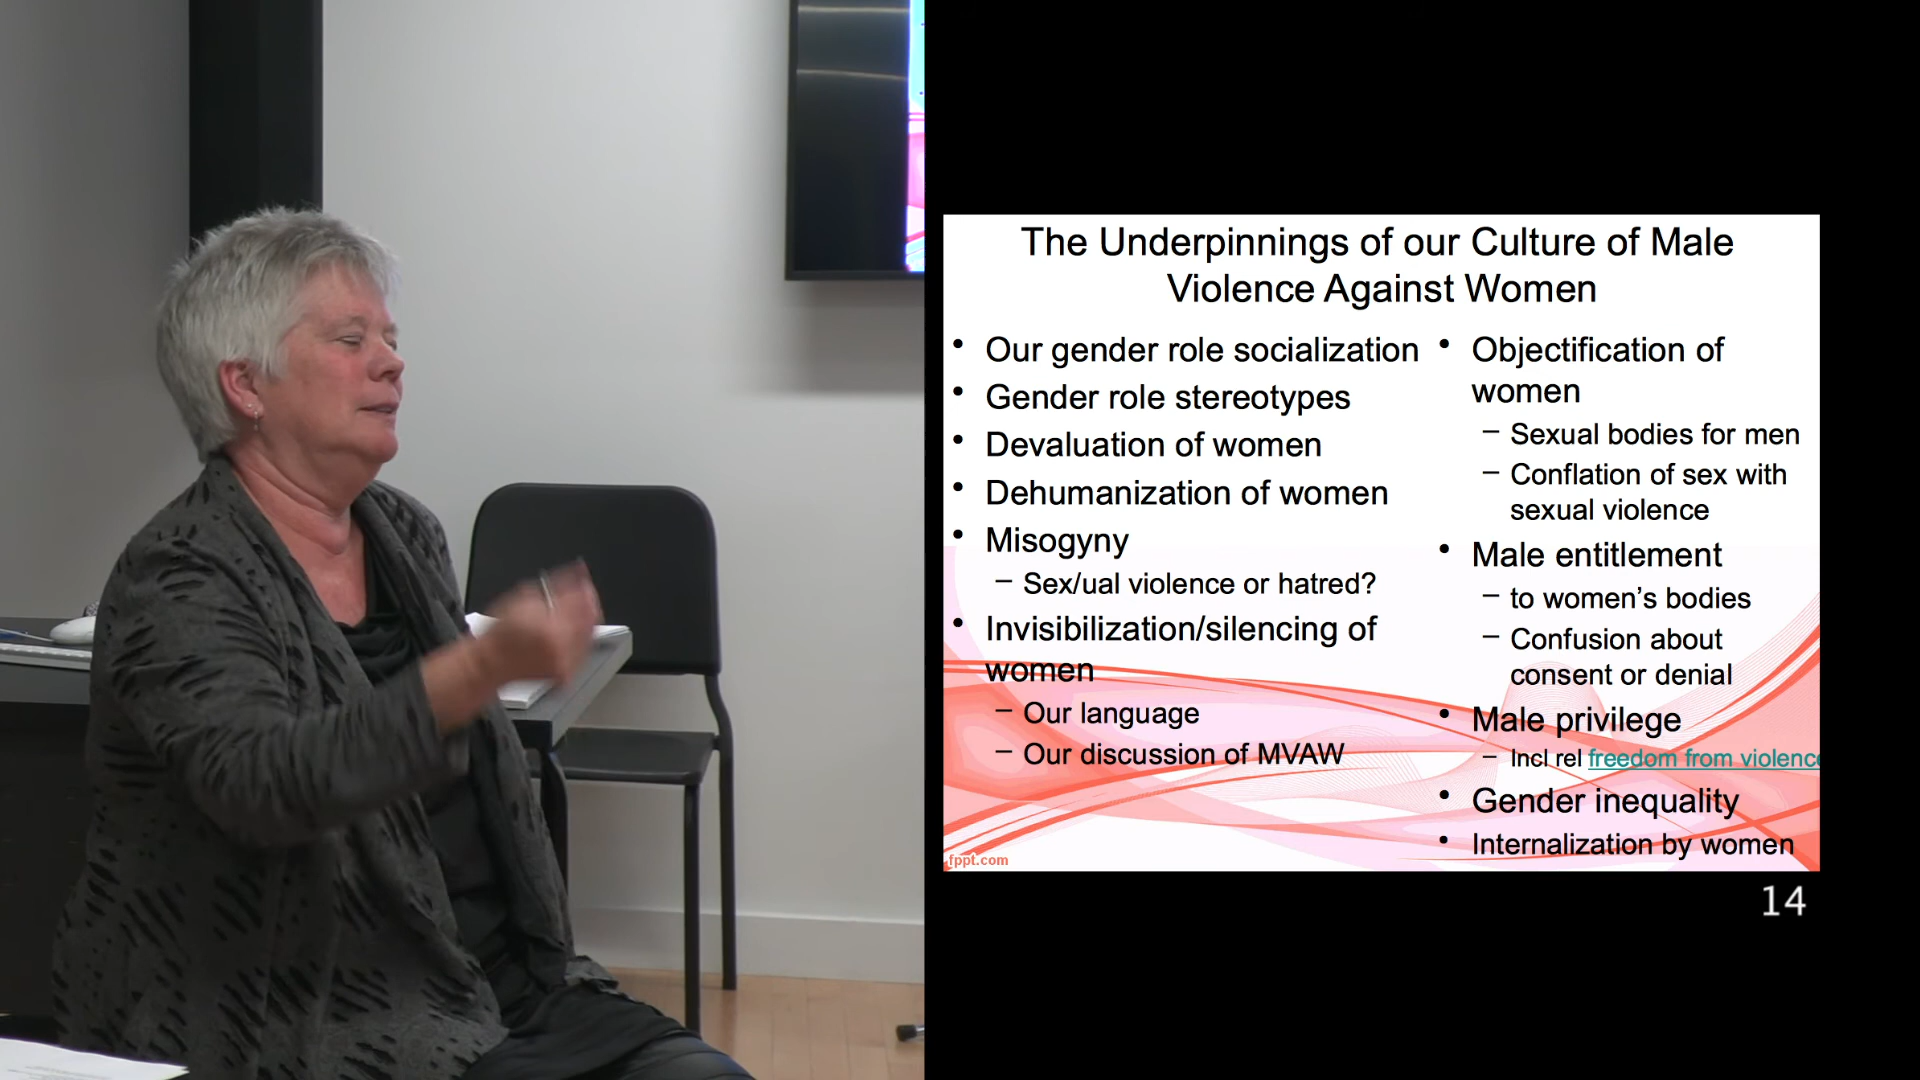 The Underpinnings of our Culture of Male
Violence Against Women
• Our gender role socialization
• Gender role stereotypes
• Devaluation of women
• Dehumanization of women
• Misogyny
– Sex/ual violence or hatred?
• Invisibilization/silencing of
women
– Our language
– Our discussion of MVAW
• Objectification of
women
– Sexual bodies for men
– Conflation of sex with
sexual violence
• Male entitlement
– to women’s bodies
– Confusion about
consent or denial
• Male privilege
– Incl rel freedom from violence
• Gender inequality
• Internalization by women
fppt.com
14